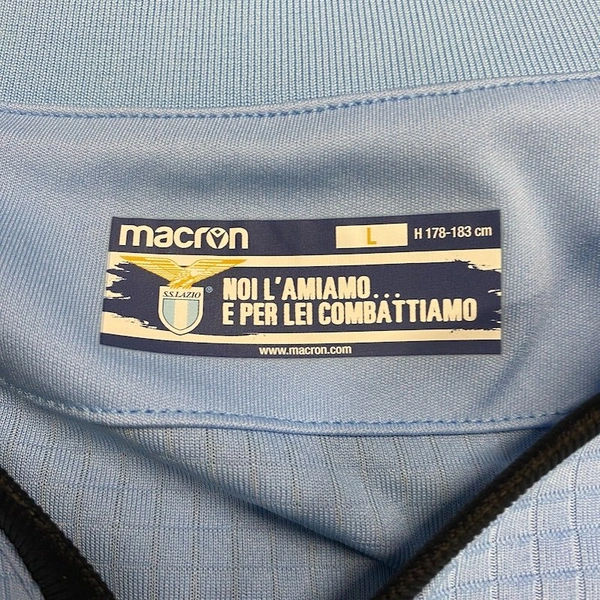 macron L H 178-183 cm
S.S.LAZIO ®
NOI L'AMIAMO...
E PER LEI COMBATTIAMO
www.macron.com